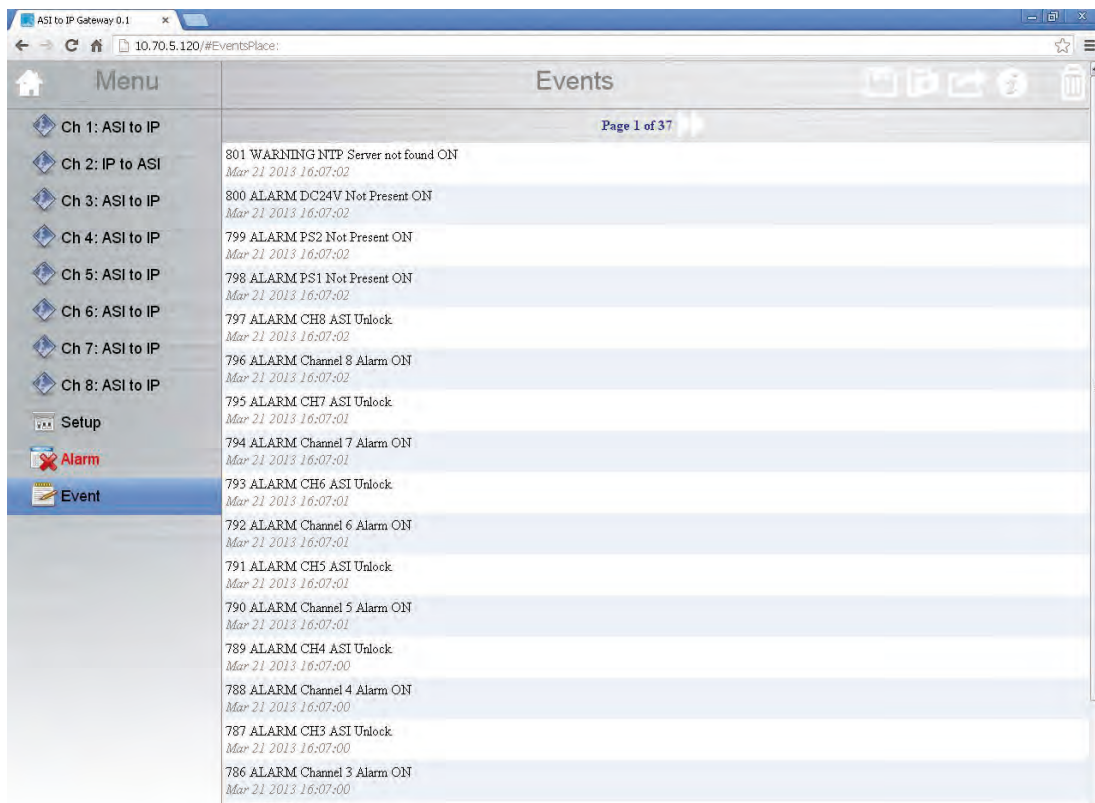 ASI to IP Gateway 0.1
10.70.5.120/#EventsPlace:
Menu
Events
Page 1 of 37
Ch 1: ASI to IP
Ch 2: IP to ASI
Ch 3: ASI to IP
Ch 4: ASI to IP
Ch 5: ASI to IP
Ch 6: ASI to IP
Ch 7: ASI to IP
Ch 8: ASI to IP
Setup
Alarm
Event
801 WARNING NTP Server not found ON
Mar 21 2013 16:07:02
800 ALARM DC24V Not Present ON
Mar 21 2013 16:07:02
799 ALARM PS2 Not Present ON
Mar 21 2013 16:07:02
798 ALARM PS1 Not Present ON
Mar 21 2013 16:07:02
797 ALARM CH8 ASI Unlock
Mar 21 2013 16:07:02
796 ALARM Channel 8 Alarm ON
Mar 21 2013 16:07:02
795 ALARM CH7 ASI Unlock
Mar 21 2013 16:07:01
794 ALARM Channel 7 Alarm ON
Mar 21 2013 16:07:01
793 ALARM CH6 ASI Unlock
Mar 21 2013 16:07:01
792 ALARM Channel 6 Alarm ON
Mar 21 2013 16:07:01
791 ALARM CH5 ASI Unlock
Mar 21 2013 16:07:01
790 ALARM Channel 5 Alarm ON
Mar 21 2013 16:07:01
789 ALARM CH4 ASI Unlock
Mar 21 2013 16:07:00
788 ALARM Channel 4 Alarm ON
Mar 21 2013 16:07:00
787 ALARM CH3 ASI Unlock
Mar 21 2013 16:07:00
786 ALARM Channel 3 Alarm ON
Mar 21 2013 16:07:00